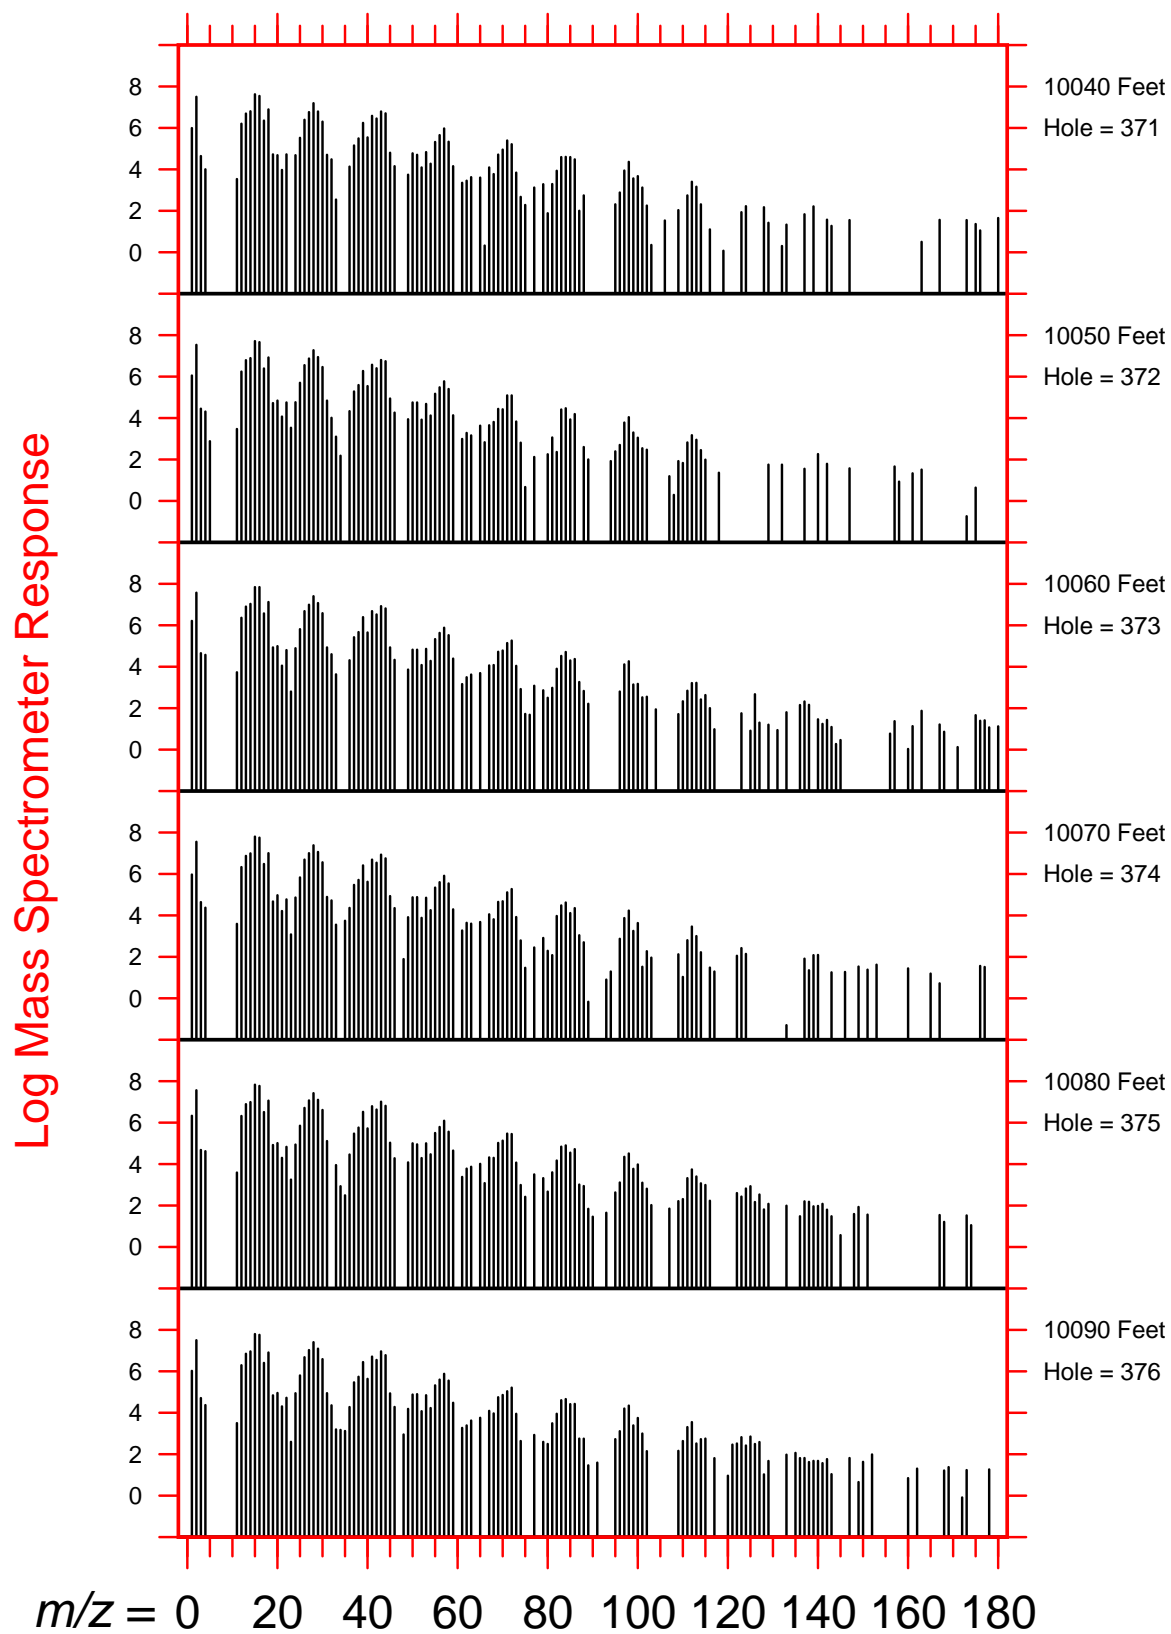 Log Mass Spectrometer Response
8
6
4
2
0
10040 Feet
Hole = 371
8
6
4
2
0
10050 Feet
Hole = 372
8
6
4
2
0
10060 Feet
Hole = 373
8
6
4
2
0
10070 Feet
Hole = 374
8
6
4
2
0
10080 Feet
Hole = 375
8
6
4
2
0
10090 Feet
Hole = 376
m/z = 0 20 40 60 80 100 120 140 160 180